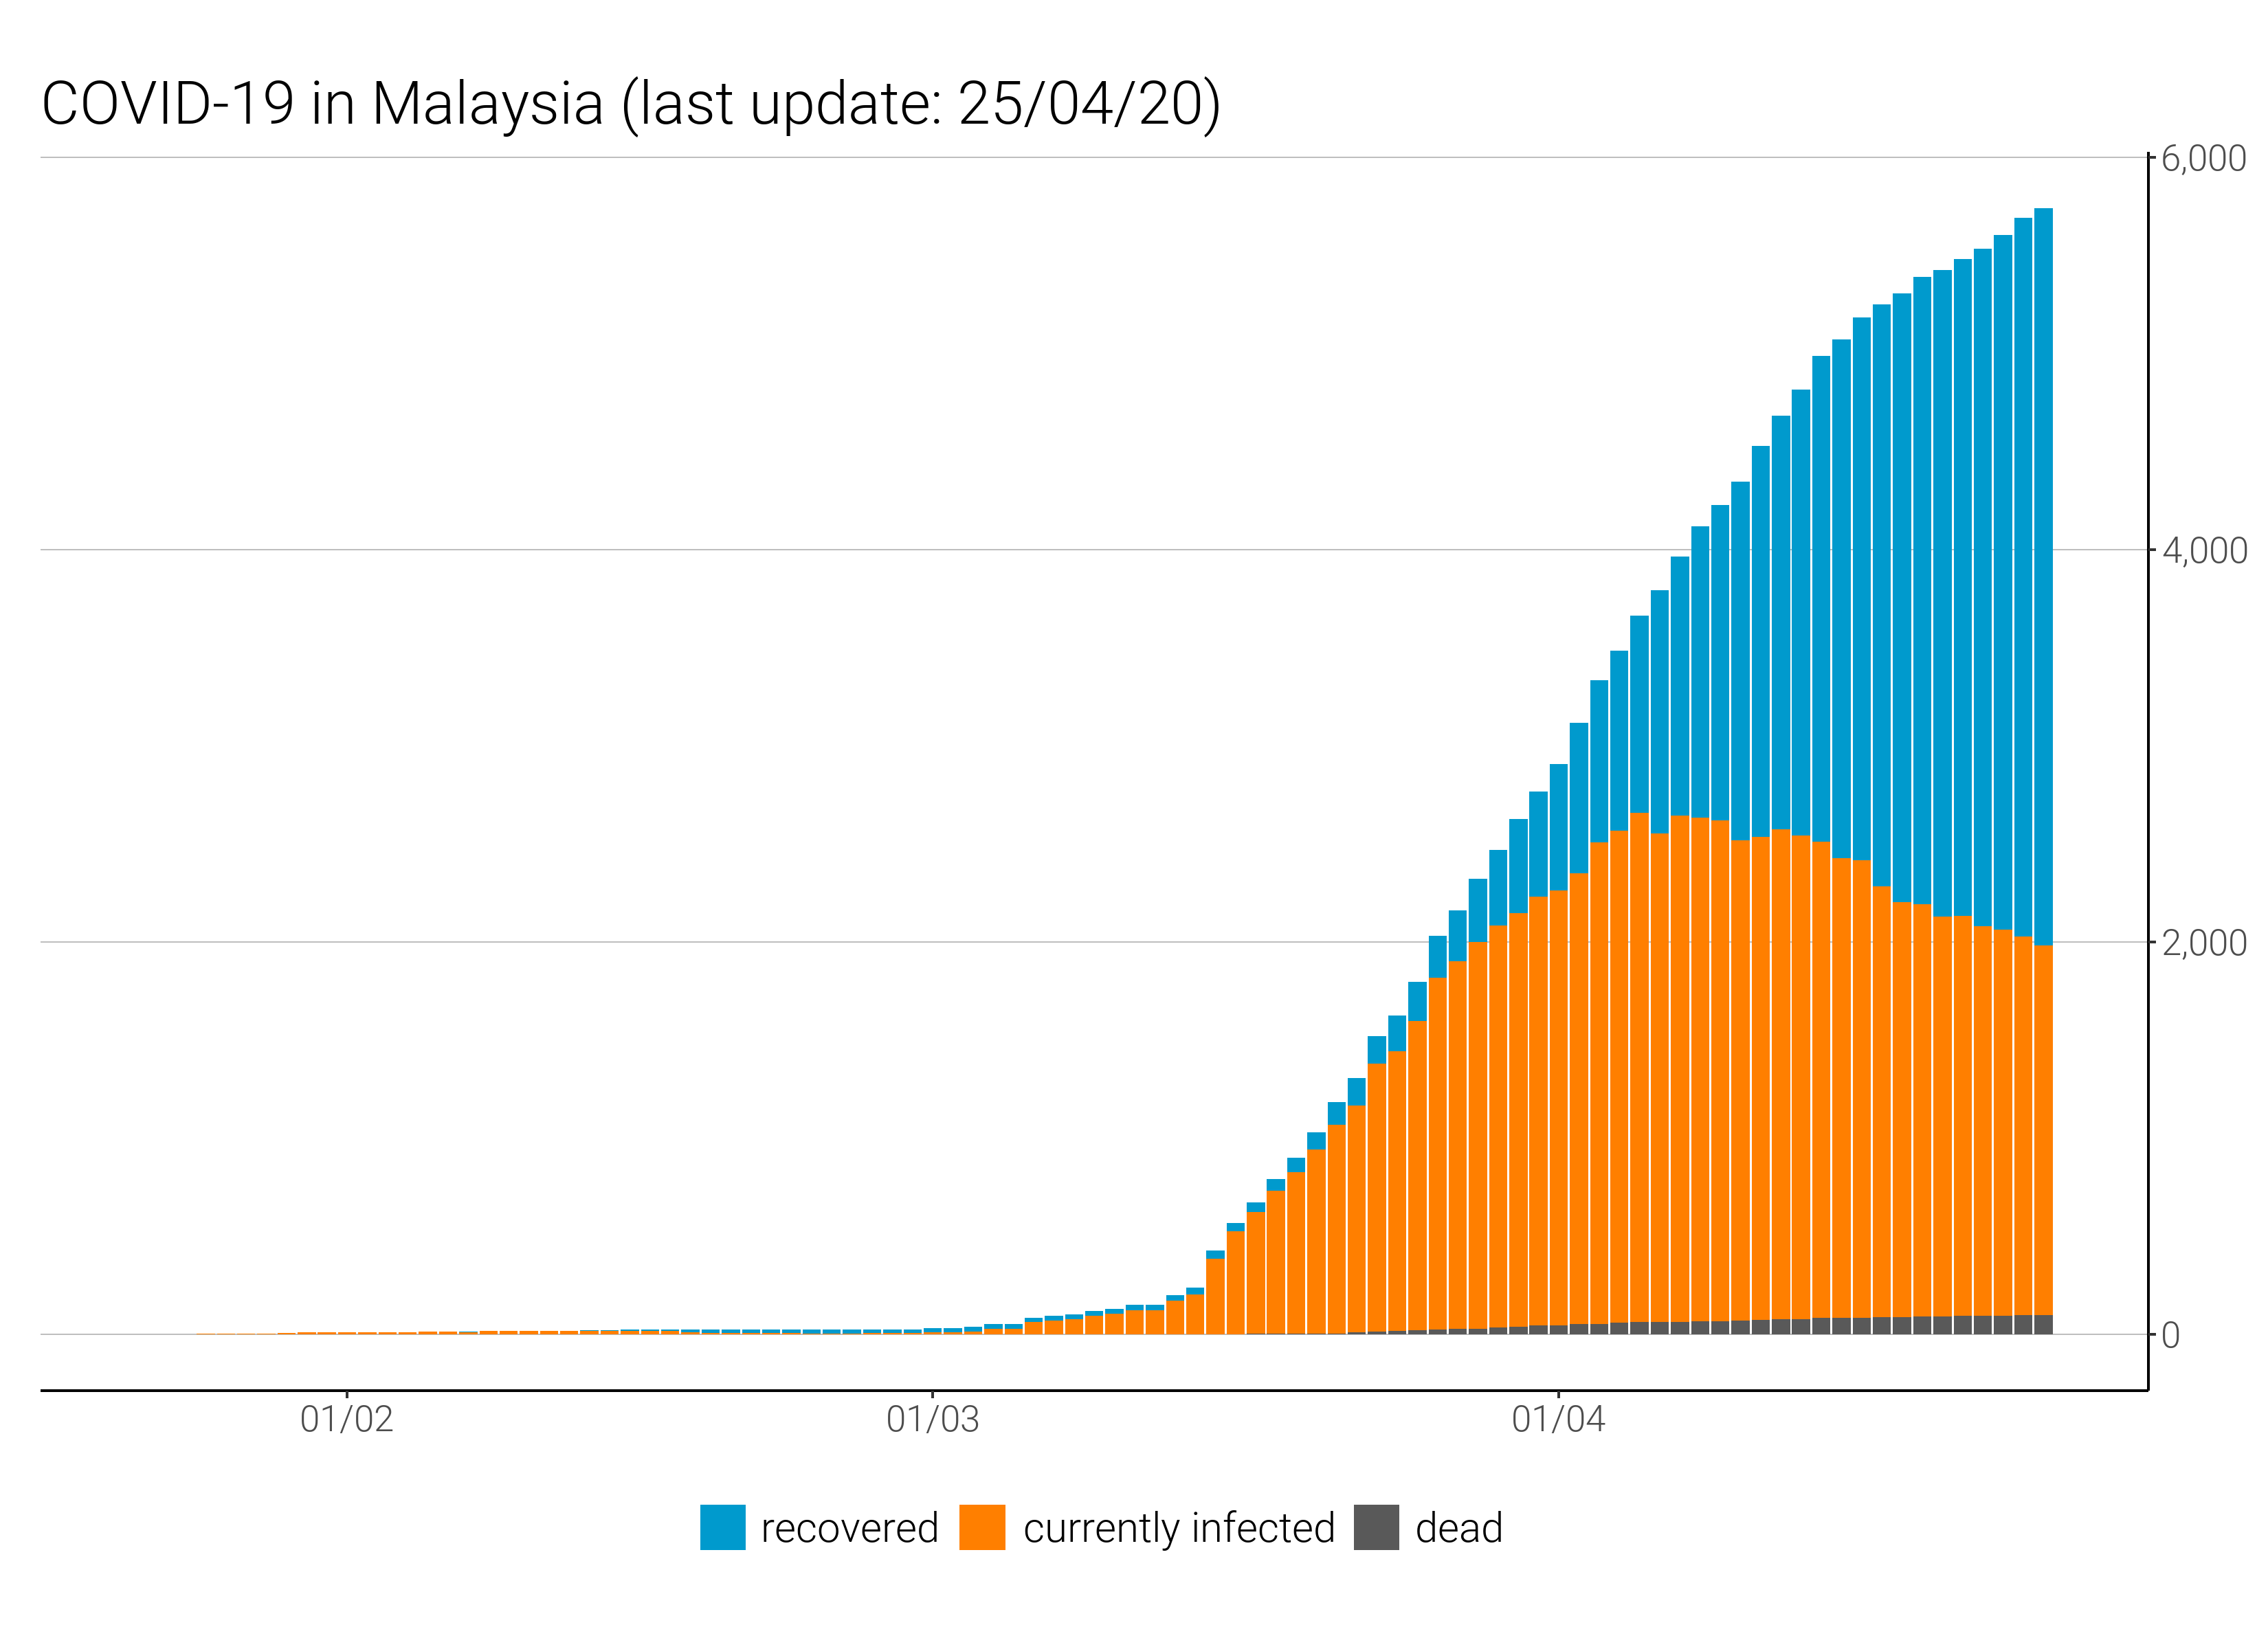 COVID-19 in Malaysia (last update: 25/04/20)
6,000
4,000
2,000
0
01/02 01/03 01/04
recovered currently infected dead